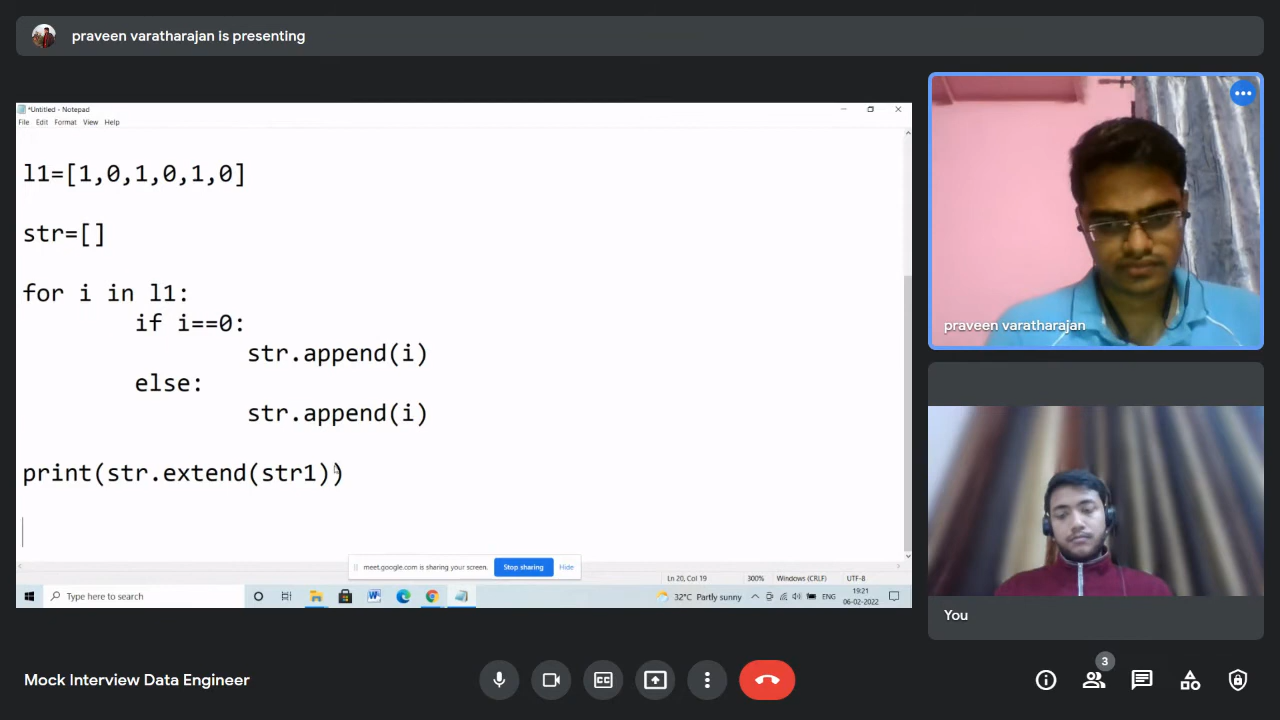 praveen varatharajan is presenting
*Untitled - Notepad
File Edit Format View Help
l1=[1,0,1,0,1,0]
str=[]
for i in l1:
if i==0:
str.append(i)
else:
str.append(i)
print(str.extend(str1))
meet.google.com is sharing your screen. Stop sharing Hide
Ln 20, Col 19 300% Windows (CRLF) UTF-8
Type here to search
32°C Partly sunny
ENG
19:21
06-02-2022
praveen varatharajan
You
Mock Interview Data Engineer
CC
3